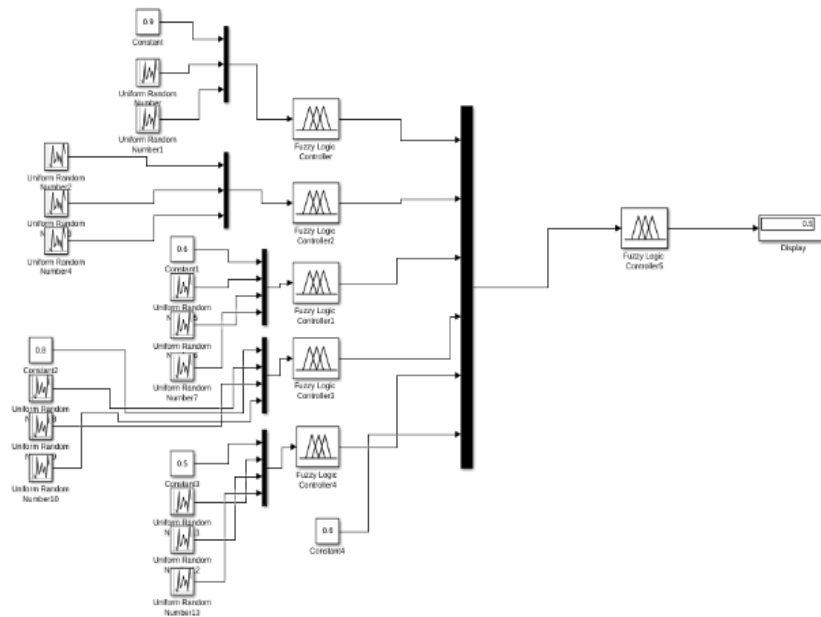 0.9
Constant
Uniform Random
Number
Uniform Random
Number1
Fuzzy Logic
Controller
Uniform Random
Number2
Uniform Random
Uniform Random
Number4
Fuzzy Logic
Controller2
0.6
Constant1
Uniform Random
Uniform Random
Uniform Random
Number7
Fuzzy Logic
Controller1
0.8
Constant2
Uniform Random
Uniform Random
Uniform Random
Number10
Fuzzy Logic
Controller3
0.5
Constant3
Uniform Random
Uniform Random
Uniform Random
Number13
Fuzzy Logic
Controller4
0.6
Constant4
Fuzzy Logic
Controller5
0.5
Display